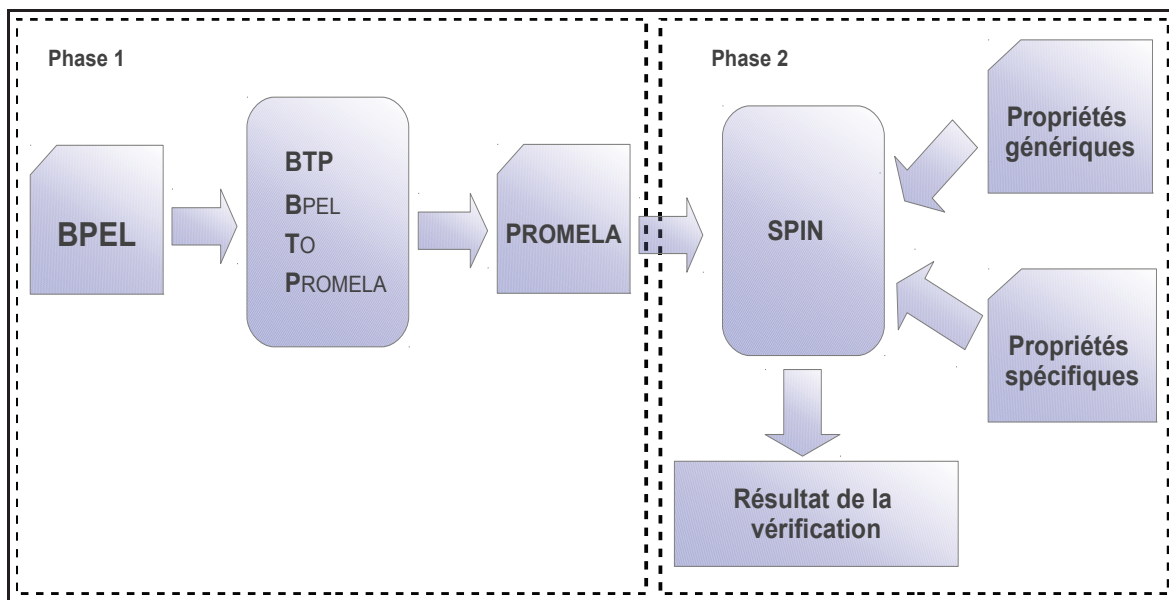 Phase 1
BPEL
BTP
BPEL
TO
PROMELA
PROMELA
Phase 2
SPIN
Propriétés
génériques
Propriétés
spécifiques
Résultat de la
vérification